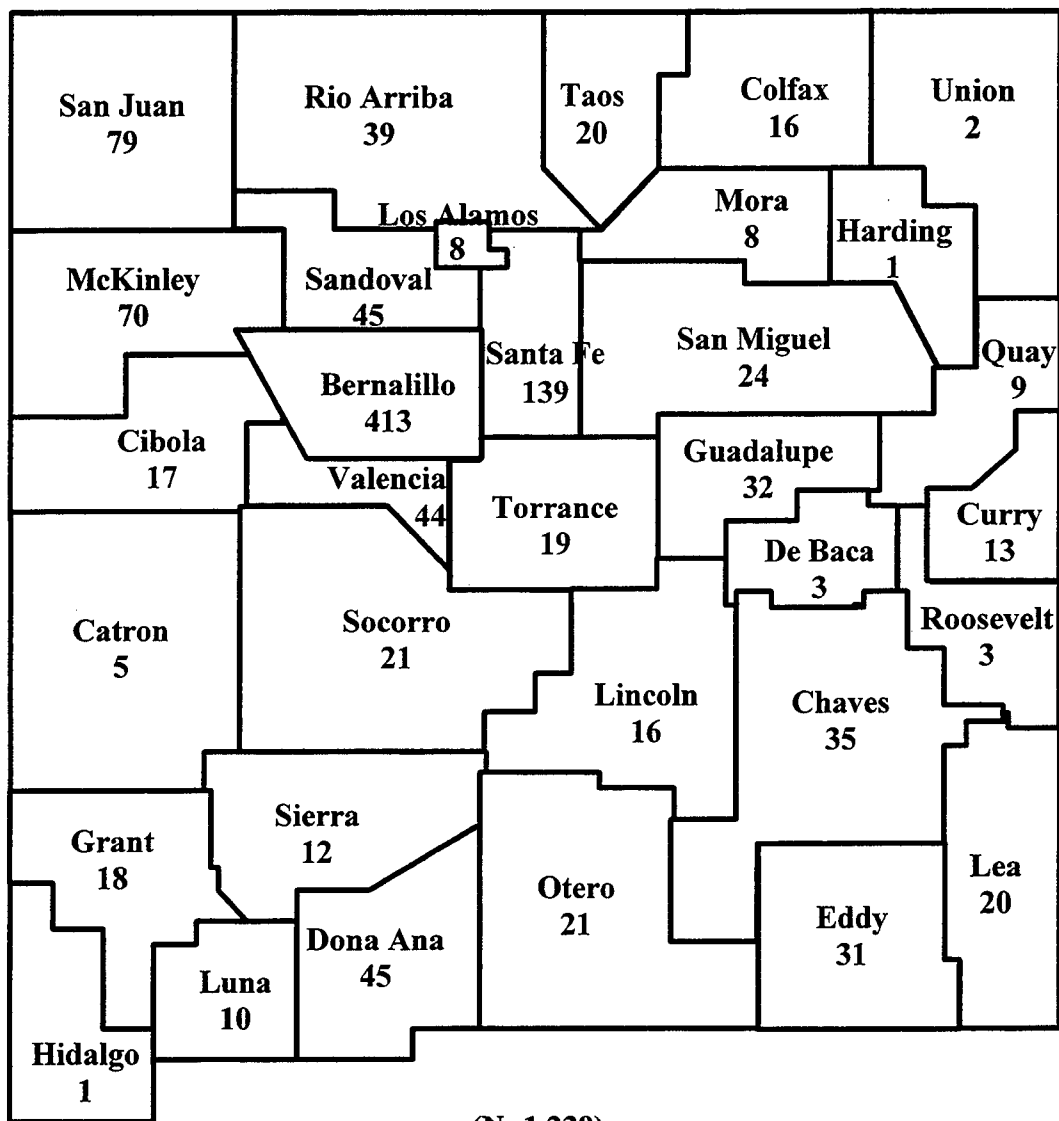 San Juan
79
Rio Arriba
39
Taos
20
Colfax
16
Union
2
Los Alamos
8
Mora
8
Harding
1
McKinley
70
Sandoval
45
Santa Fe
139
San Miguel
24
Quay
9
Bernalillo
413
Cibola
17
Valencia
44
Torrance
19
Guadalupe
32
De Baca
3
Curry
13
Catron
5
Socorro
21
Lincoln
16
Chaves
35
Roosevelt
3
Grant
18
Sierra
12
Otero
21
Eddy
31
Lea
20
Dona Ana
45
Luna
10
Hidalgo
1
(N=1,239)